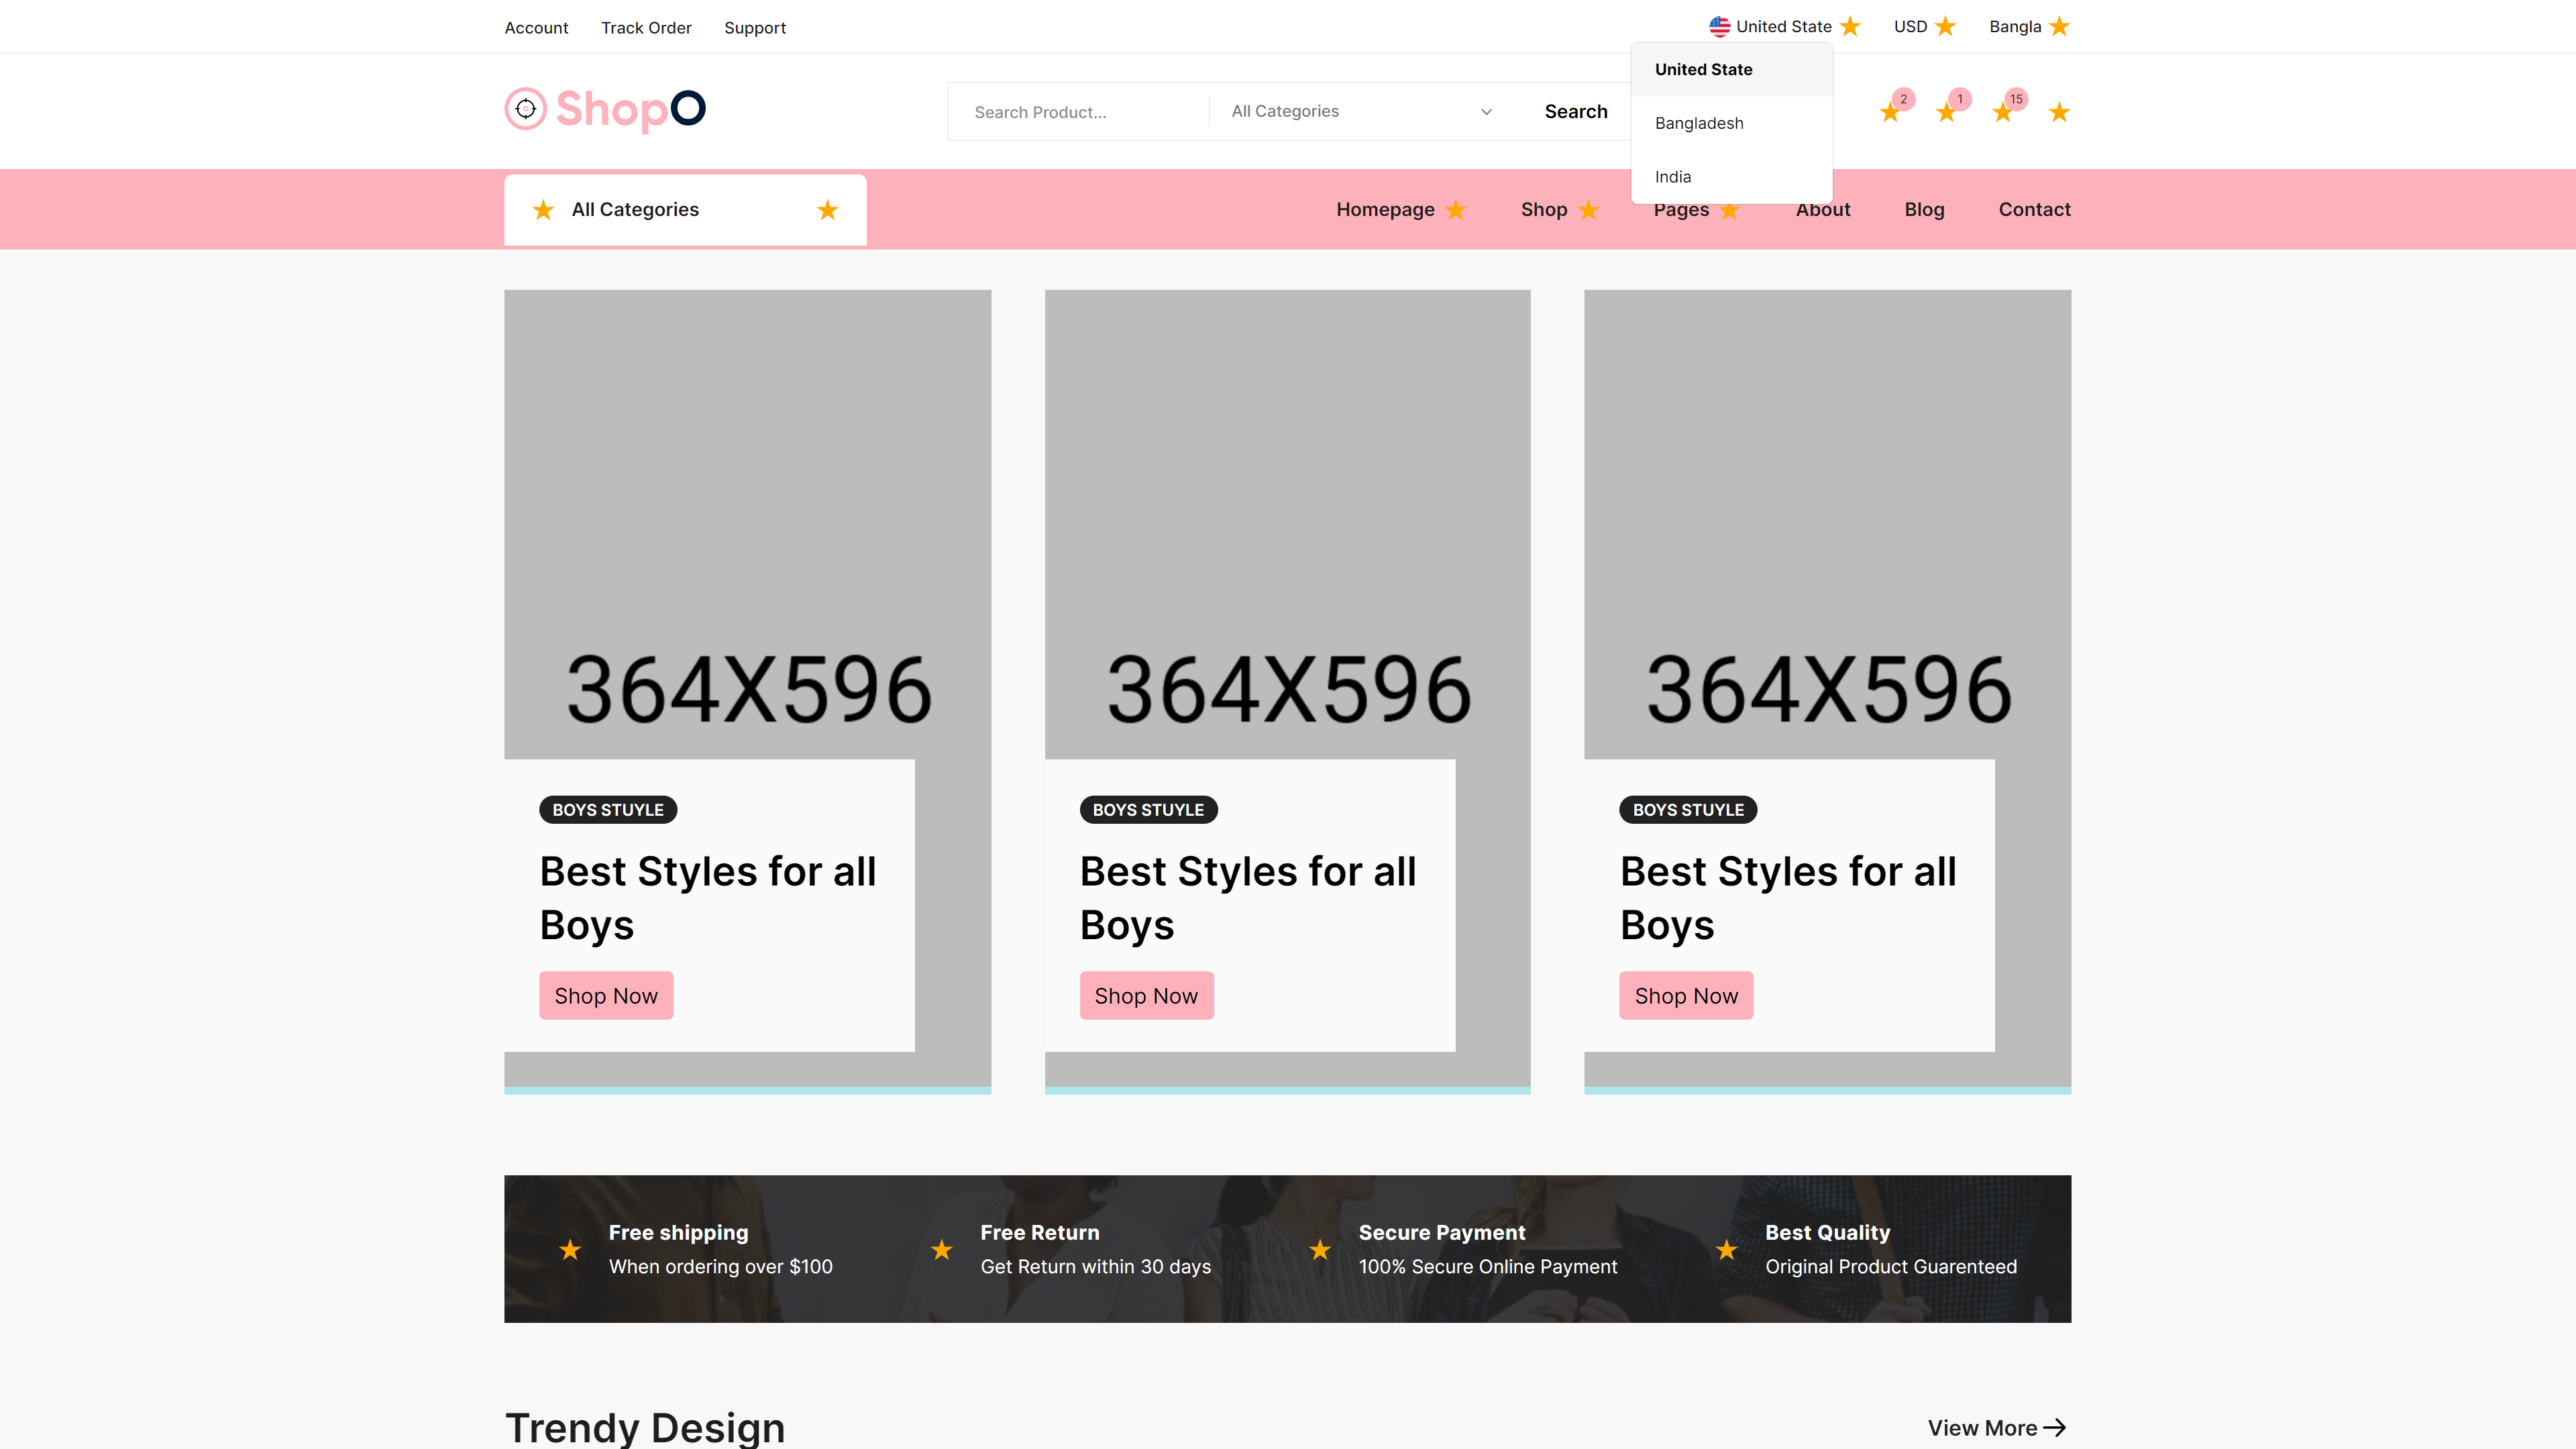 Account Track Order Support United State USD Bangla
United State
Bangladesh
India
ShopO Search Product... All Categories Search 2 1 15
All Categories Homepage Shop Pages About Blog Contact
364X596 364X596 364X596
BOYS STUYLE
Best Styles for all
Boys
Shop Now
BOYS STUYLE
Best Styles for all
Boys
Shop Now
BOYS STUYLE
Best Styles for all
Boys
Shop Now
Free shipping
When ordering over $100
Free Return
Get Return within 30 days
Secure Payment
100% Secure Online Payment
Best Quality
Original Product Guarenteed
Trendy Design View More